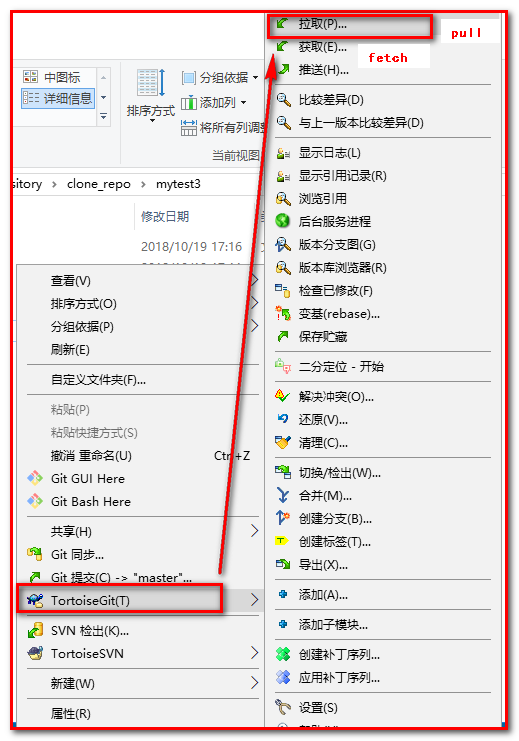 中图标
详细信息
排序方式
分组依据
添加列
将所有列调整
当前视图
sitory
clone_repo
mytest3
修改日期
2018/10/19 17:16
查看(V)
排序方式(O)
分组依据(P)
刷新(E)
自定义文件夹(F)...
粘贴(P)
粘贴快捷方式(S)
撤消 重命名(U)
Ctrl+Z
Git GUI Here
Git Bash Here
共享(H)
Git 同步...
Git 提交(C) -> "master"...
TortoiseGit(T)
SVN 检出(K)...
TortoiseSVN
新建(W)
属性(R)
拉取(P)...
pull
获取(E)...
fetch
推送(H)...
比较差异(D)
与上一版本比较差异(D)
显示日志(L)
显示引用记录(R)
浏览引用
后台服务进程
版本分支图(G)
版本库浏览器(R)
检查已修改(F)
变基(rebase)...
保存贮藏
二分定位 - 开始
解决冲突(O)...
还原(V)...
清理(C)...
切换/检出(W)...
合并(M)...
创建分支(B)...
创建标签(T)...
导出(X)...
添加(A)...
添加子模块...
创建补丁序列...
应用补丁序列...
设置(S)